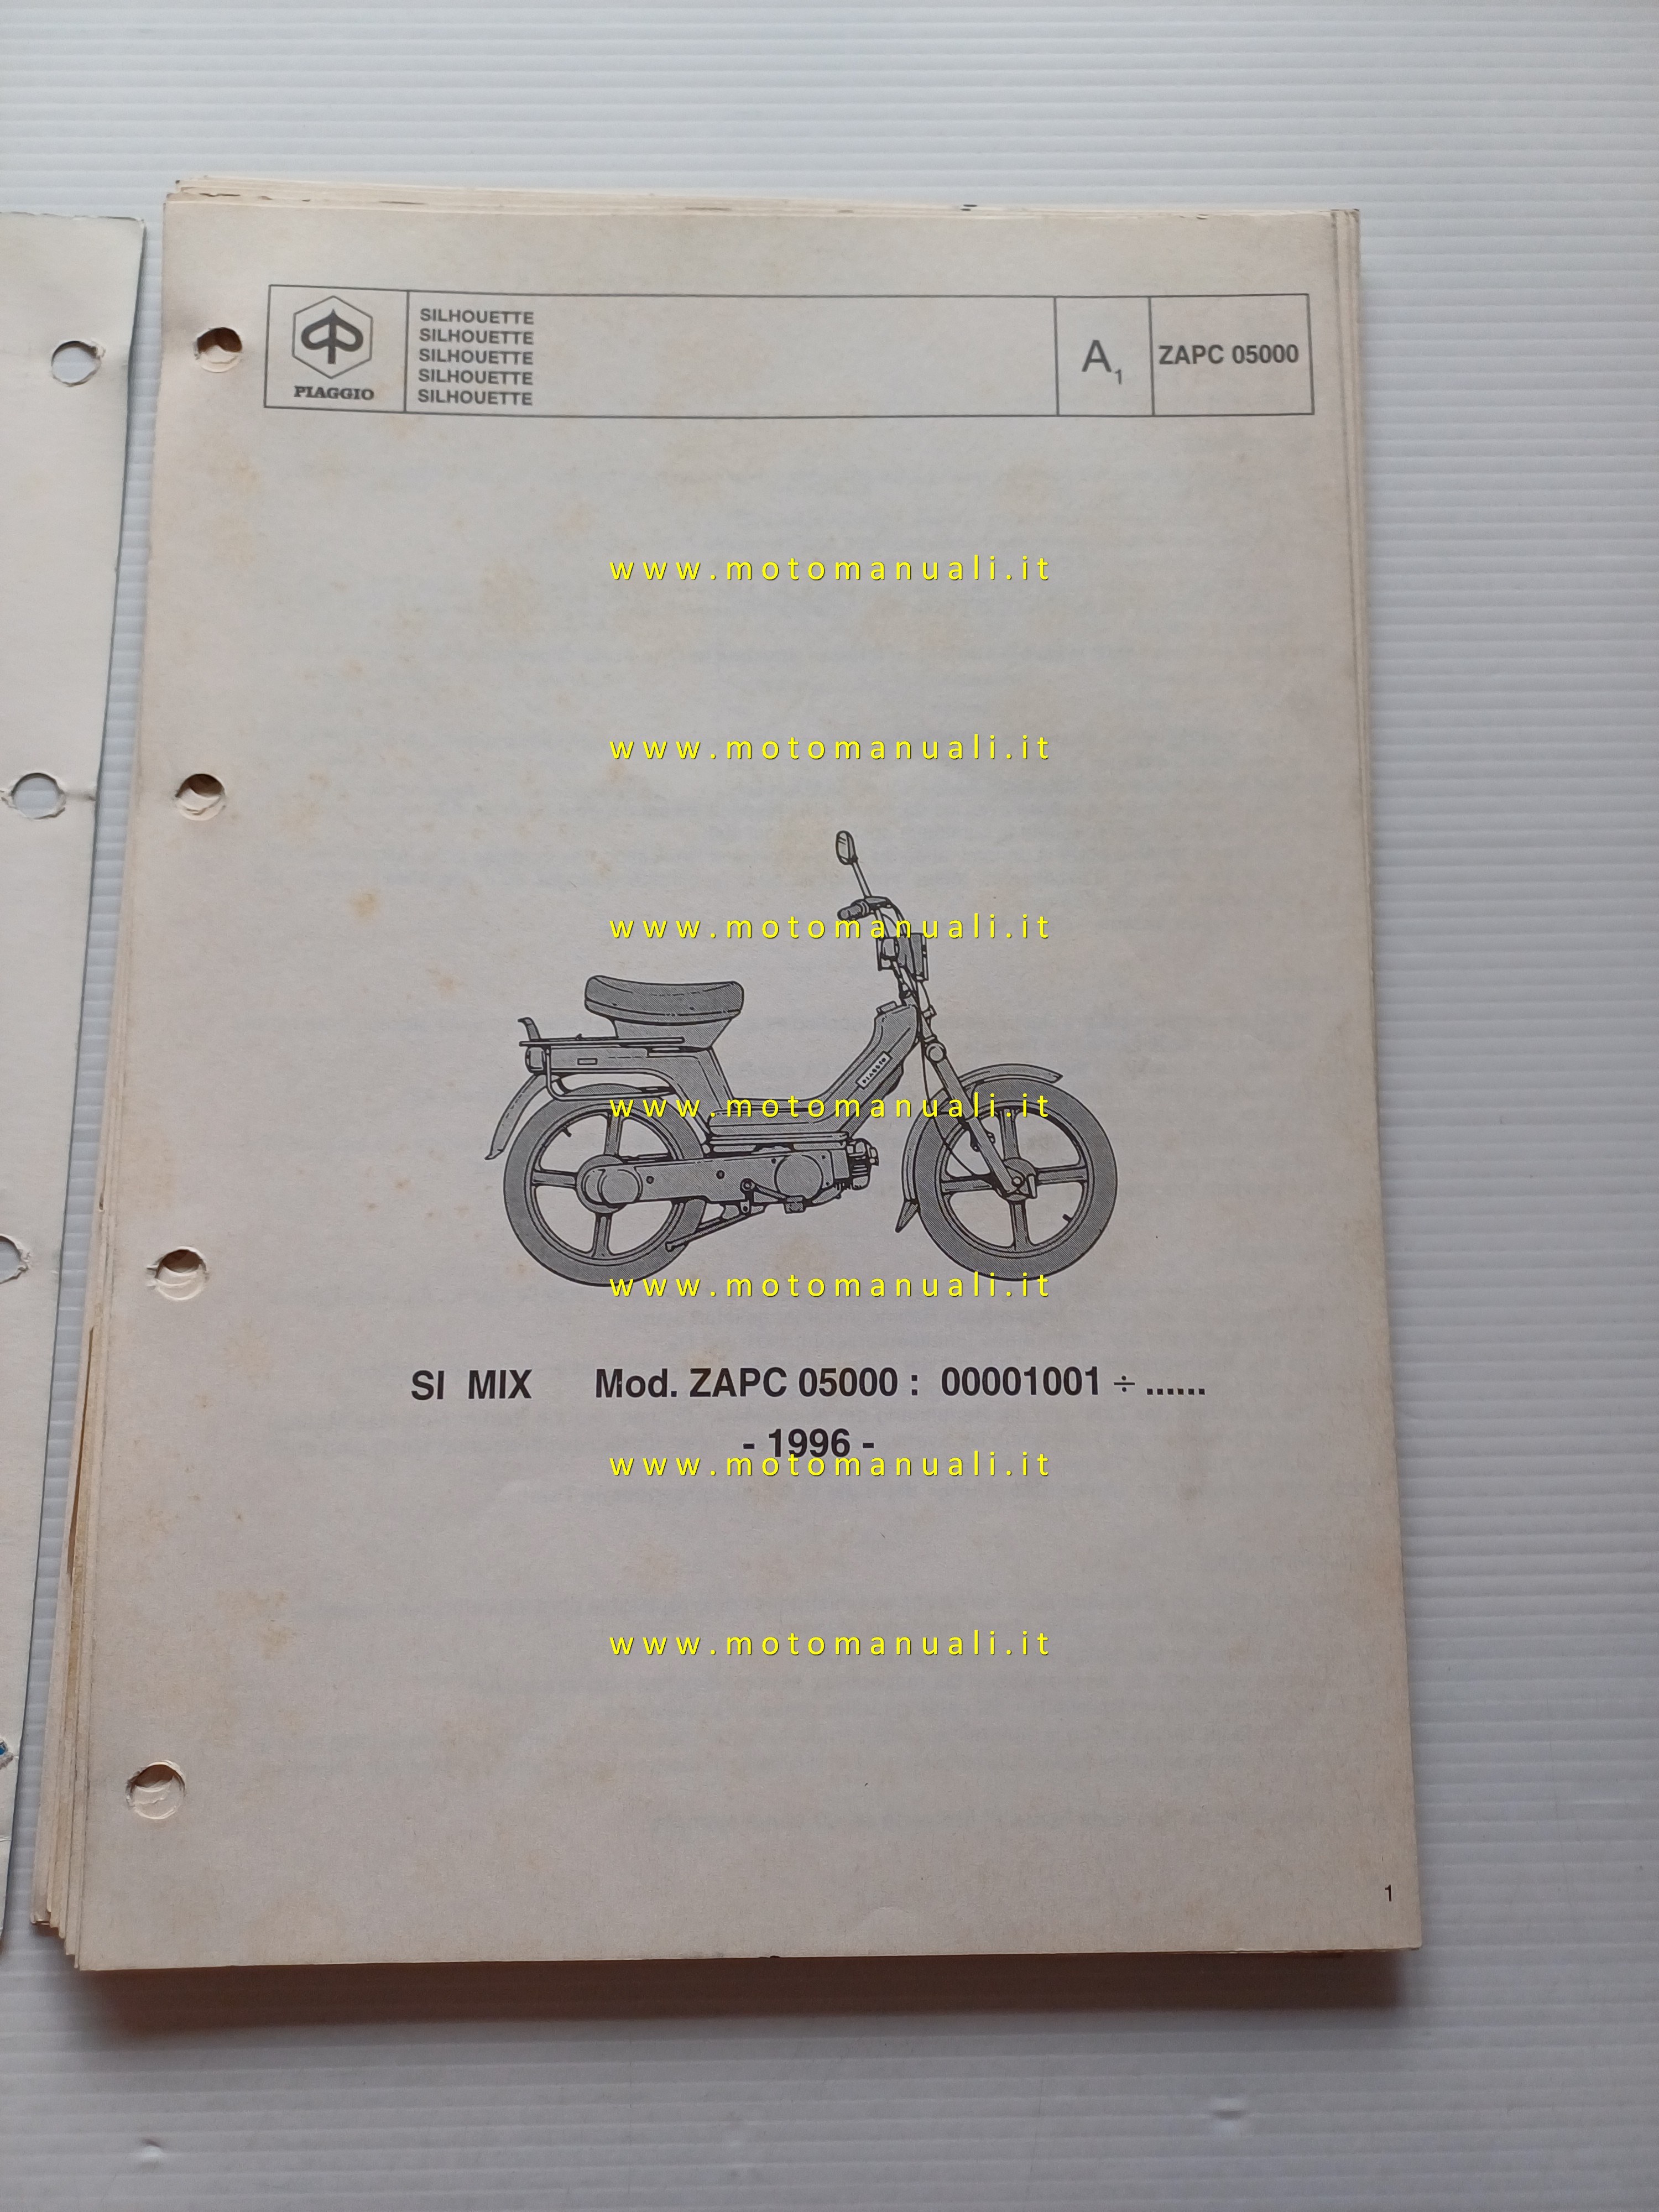 SILHOUETTE
SILHOUETTE
SILHOUETTE
SILHOUETTE
SILHOUETTE
PIAGGIO
A1
ZAPC 05000
www.motomanuali.it
www.motomanuali.it
www.motomanuali.it
PIAGGIO
www.motomanuali.it
www.motomanuali.it
SI MIX Mod. ZAPC 05000 : 00001001 ÷ ......
- 1996 -
www.motomanuali.it
www.motomanuali.it
1